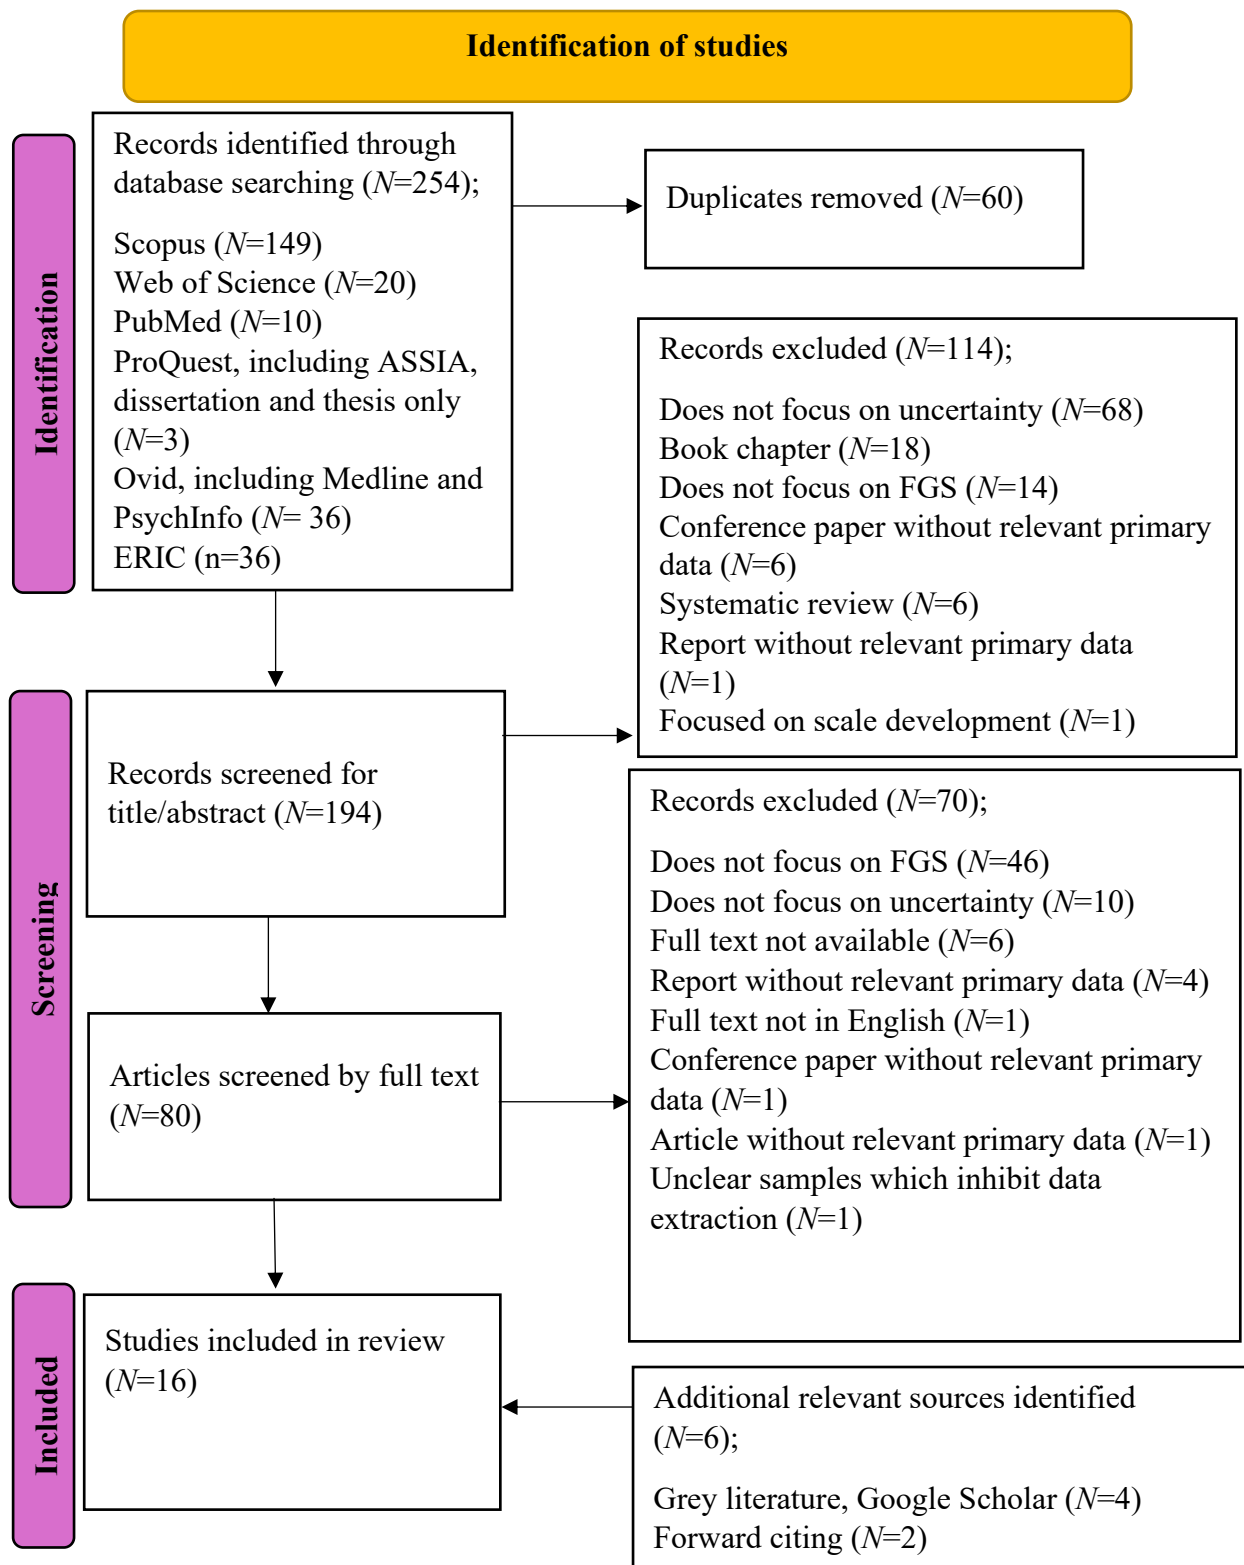 Identification of studies
Identification
Records identified through
database searching (N=254);
Scopus (N=149)
Web of Science (N=20)
PubMed (N=10)
ProQuest, including ASSIA,
dissertation and thesis only
(N=3)
Ovid, including Medline and
PsychInfo (N= 36)
ERIC (n=36)
Duplicates removed (N=60)
Records excluded (N=114);
Does not focus on uncertainty (N=68)
Book chapter (N=18)
Does not focus on FGS (N=14)
Conference paper without relevant primary
data (N=6)
Systematic review (N=6)
Report without relevant primary data
(N=1)
Focused on scale development (N=1)
Screening
Records screened for
title/abstract (N=194)
Records excluded (N=70);
Does not focus on FGS (N=46)
Does not focus on uncertainty (N=10)
Full text not available (N=6)
Report without relevant primary data (N=4)
Full text not in English (N=1)
Conference paper without relevant primary
data (N=1)
Article without relevant primary data (N=1)
Unclear samples which inhibit data
extraction (N=1)
Articles screened by full text
(N=80)
Included
Studies included in review
(N=16)
Additional relevant sources identified
(N=6);
Grey literature, Google Scholar (N=4)
Forward citing (N=2)